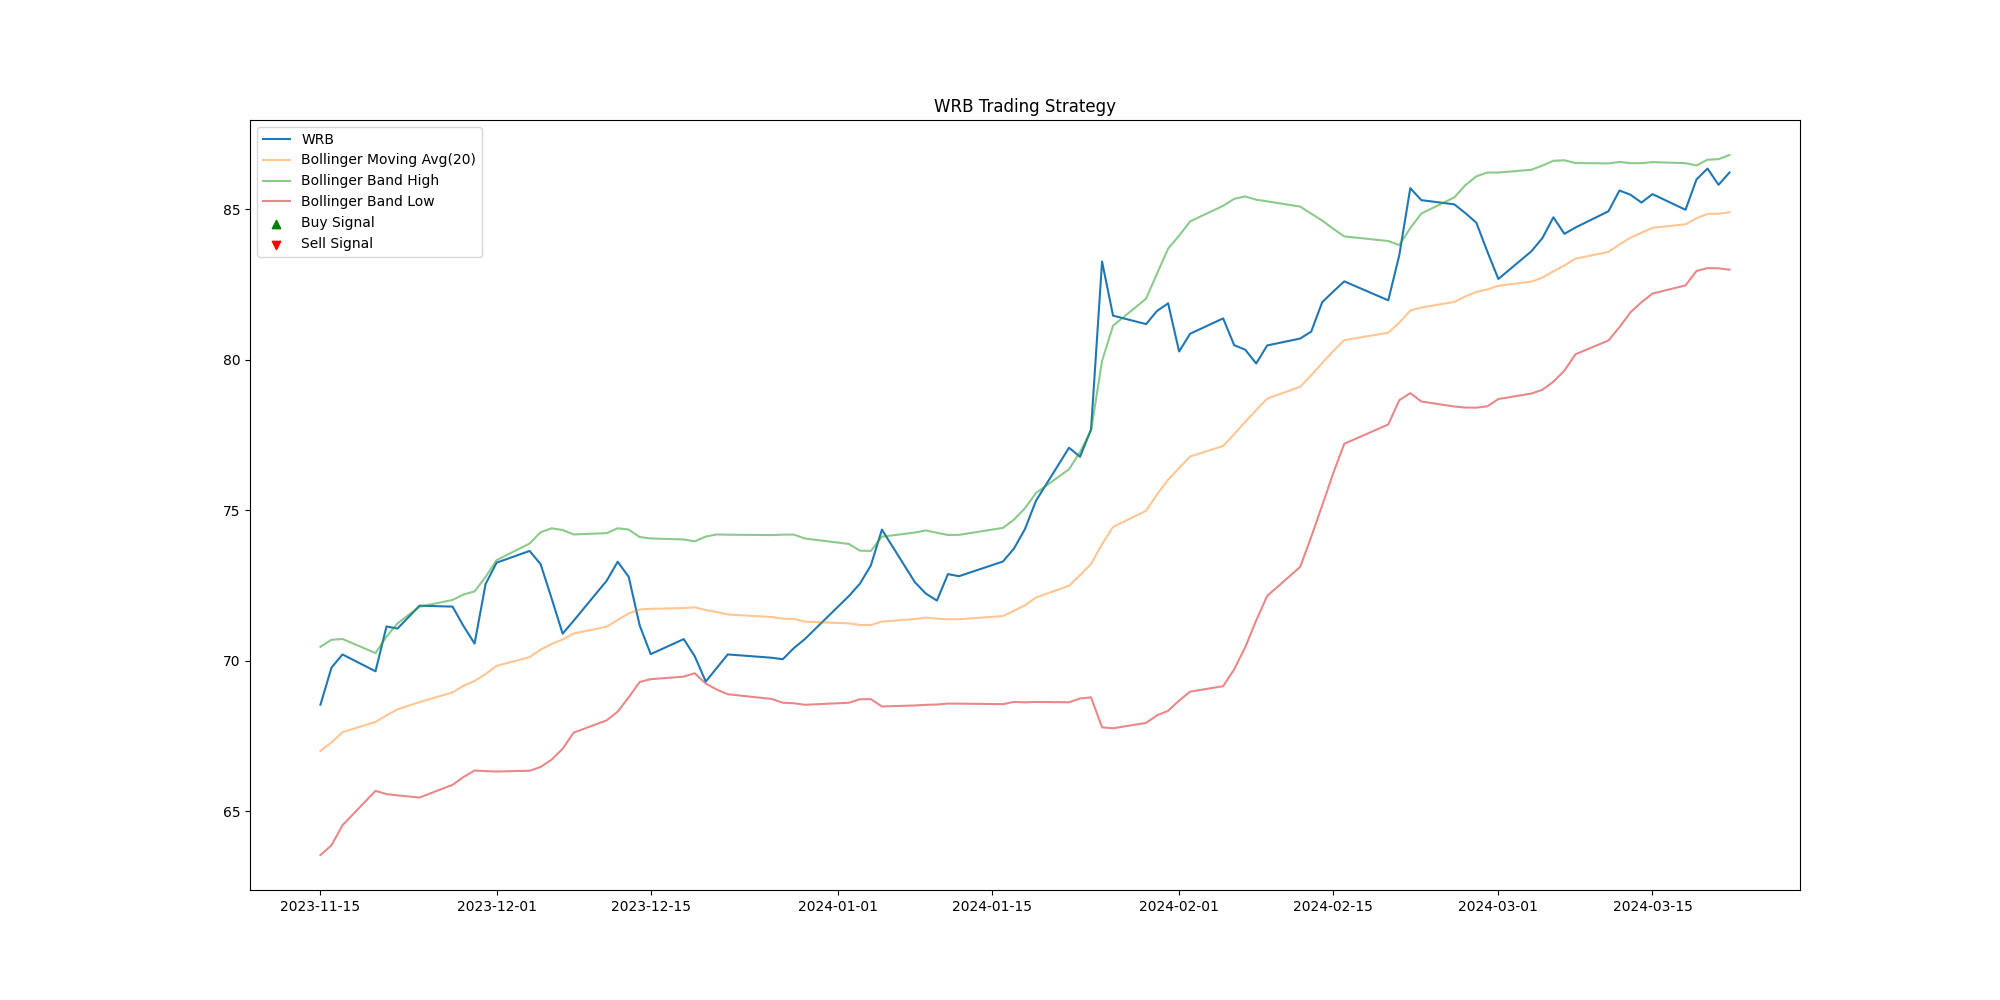 WRB Trading Strategy
WRB
Bollinger Moving Avg(20)
Bollinger Band High
Bollinger Band Low
Buy Signal
Sell Signal
85
80
75
70
65
2023-11-15 2023-12-01 2023-12-15 2024-01-01 2024-01-15 2024-02-01 2024-02-15 2024-03-01 2024-03-15